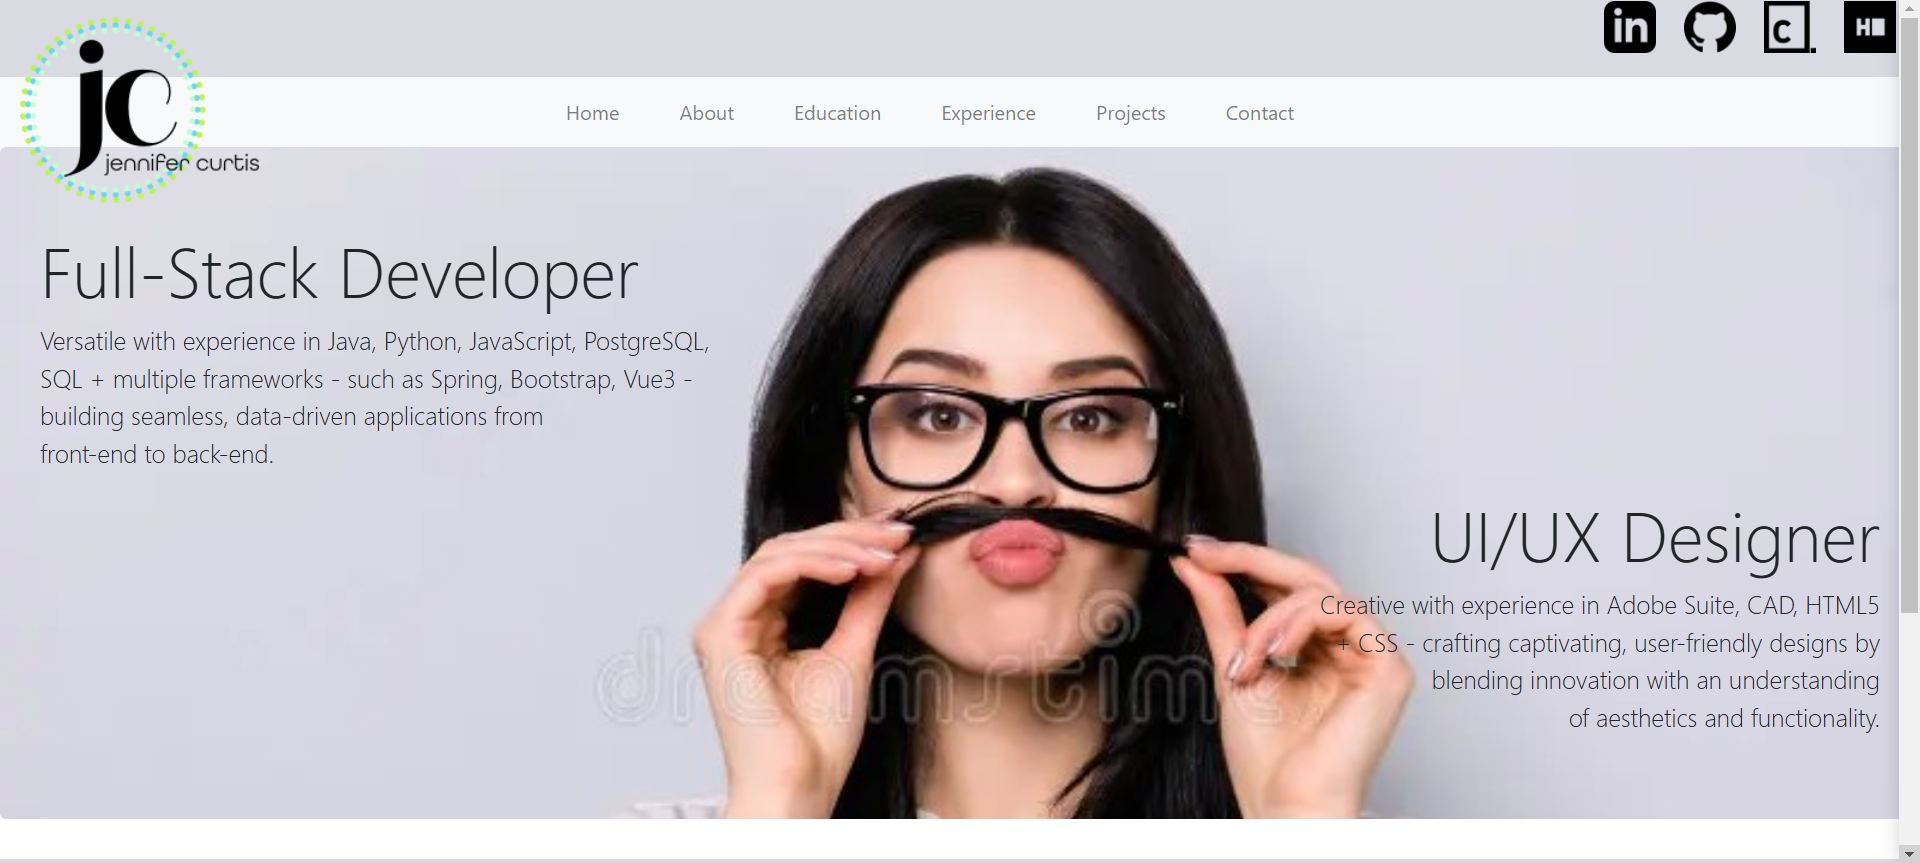 jc
jennifer curtis
in
c
H
Home About Education Experience Projects Contact
Full-Stack Developer
Versatile with experience in Java, Python, JavaScript, PostgreSQL,
SQL + multiple frameworks - such as Spring, Bootstrap, Vue3 -
building seamless, data-driven applications from
front-end to back-end.
UI/UX Designer
Creative with experience in Adobe Suite, CAD, HTML5
+ CSS - crafting captivating, user-friendly designs by
blending innovation with an understanding
of aesthetics and functionality.
dreamstime